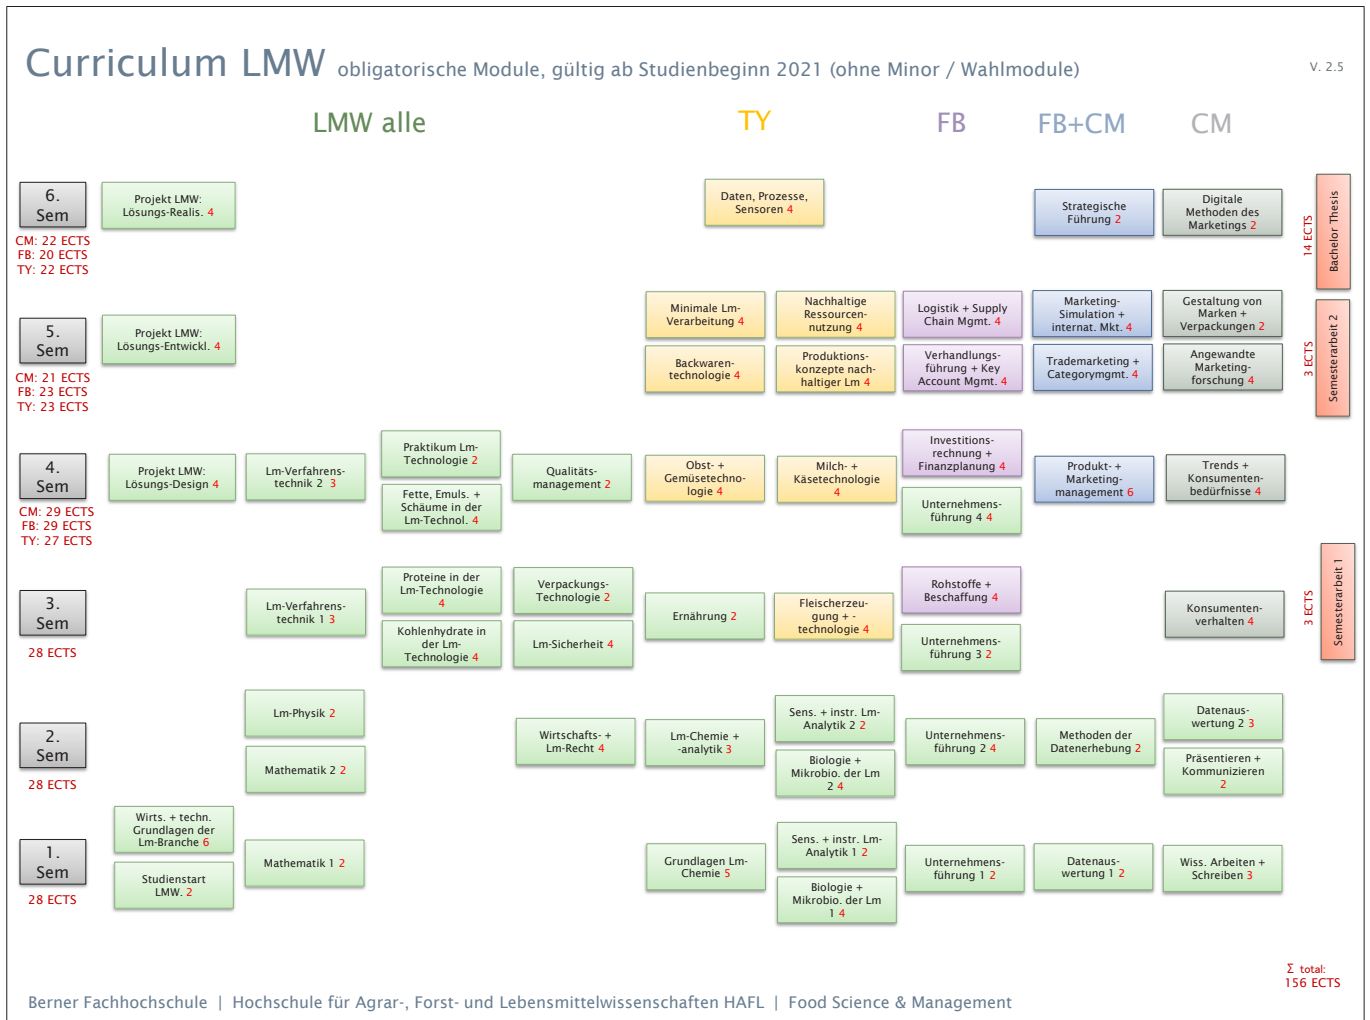 Curriculum LMW obligatorische Module, gültig ab Studienbeginn 2021 (ohne Minor / Wahlmodule)
V. 2.5
LMW alle
TY
FB
FB+CM
CM
6.
Sem
CM: 22 ECTS
FB: 20 ECTS
TY: 22 ECTS
Projekt LMW:
Lösungs-Realis. 4
Daten, Prozesse,
Sensoren 4
Strategische
Führung 2
Digitale
Methoden des
Marketings 2
14 ECTS
Bachelor Thesis
5.
Sem
CM: 21 ECTS
FB: 23 ECTS
TY: 23 ECTS
Projekt LMW:
Lösungs-Entwickl. 4
Minimale Lm-
Verarbeitung 4
Nachhaltige
Ressourcen-
nutzung 4
Logistik + Supply
Chain Mgmt. 4
Marketing-
Simulation +
internat. Mkt. 4
Gestaltung von
Marken +
Verpackungen 2
Backwaren-
technologie 4
Produktions-
konzepte nach-
haltiger Lm 4
Verhandlungs-
führung + Key
Account Mgmt. 4
Trademarketing +
Categorymgmt. 4
Angewandte
Marketing-
forschung 4
3 ECTS
Semesterarbeit 2
4.
Sem
CM: 29 ECTS
FB: 29 ECTS
TY: 27 ECTS
Projekt LMW:
Lösungs-Design 4
Lm-Verfahrens-
technik 2 3
Praktikum Lm-
Technologie 2
Fette, Emuls. +
Schäume in der
Lm-Technol. 4
Qualitäts-
management 2
Obst- +
Gemüsetechno-
logie 4
Milch- +
Käsetechnologie
4
Investitions-
rechnung +
Finanzplanung 4
Unternehmens-
führung 4 4
Produkt- +
Marketing-
management 6
Trends +
Konsumenten-
bedürfnisse 4
3.
Sem
28 ECTS
Lm-Verfahrens-
technik 1 3
Proteine in der
Lm-Technologie
4
Kohlenhydrate in
der Lm-
Technologie 4
Verpackungs-
Technologie 2
Lm-Sicherheit 4
Ernährung 2
Fleischerzeu-
gung + -
technologie 4
Rohstoffe +
Beschaffung 4
Unternehmens-
führung 3 2
Konsumenten-
verhalten 4
3 ECTS
Semesterarbeit 1
2.
Sem
28 ECTS
Lm-Physik 2
Mathematik 2 2
Wirtschafts- +
Lm-Recht 4
Lm-Chemie +
-analytik 3
Sens. + instr. Lm-
Analytik 2 2
Biologie +
Mikrobio. der Lm
2 4
Unternehmens-
führung 2 4
Methoden der
Datenerhebung 2
Datenaus-
wertung 2 3
Präsentieren +
Kommunizieren
2
1.
Sem
28 ECTS
Wirts. + techn.
Grundlagen der
Lm-Branche 6
Studienstart
LMW. 2
Mathematik 1 2
Grundlagen Lm-
Chemie 5
Sens. + instr. Lm-
Analytik 1 2
Biologie +
Mikrobio. der Lm
1 4
Unternehmens-
führung 1 2
Datenaus-
wertung 1 2
Wiss. Arbeiten +
Schreiben 3
Σ total:
156 ECTS
Berner Fachhochschule | Hochschule für Agrar-, Forst- und Lebensmittelwissenschaften HAFL | Food Science & Management